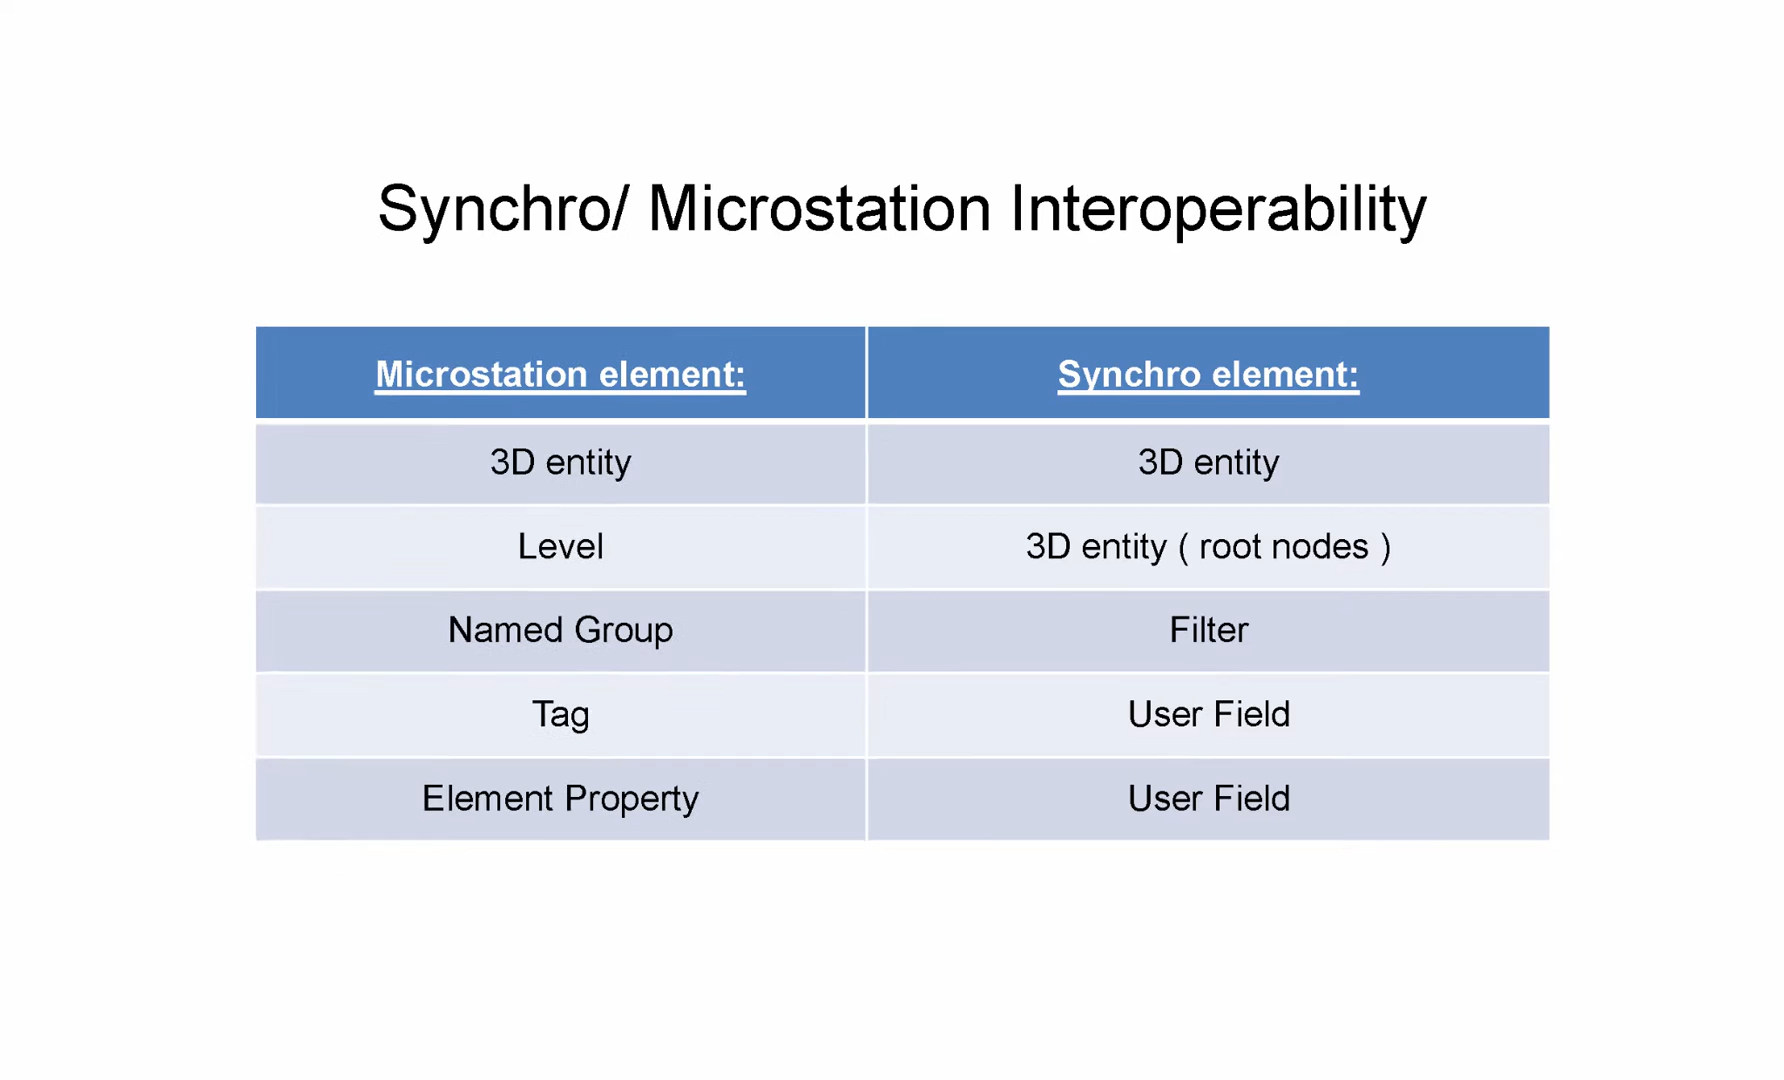 Synchro/ Microstation Interoperability
Microstation element: Synchro element:
3D entity 3D entity
Level 3D entity ( root nodes )
Named Group Filter
Tag User Field
Element Property User Field